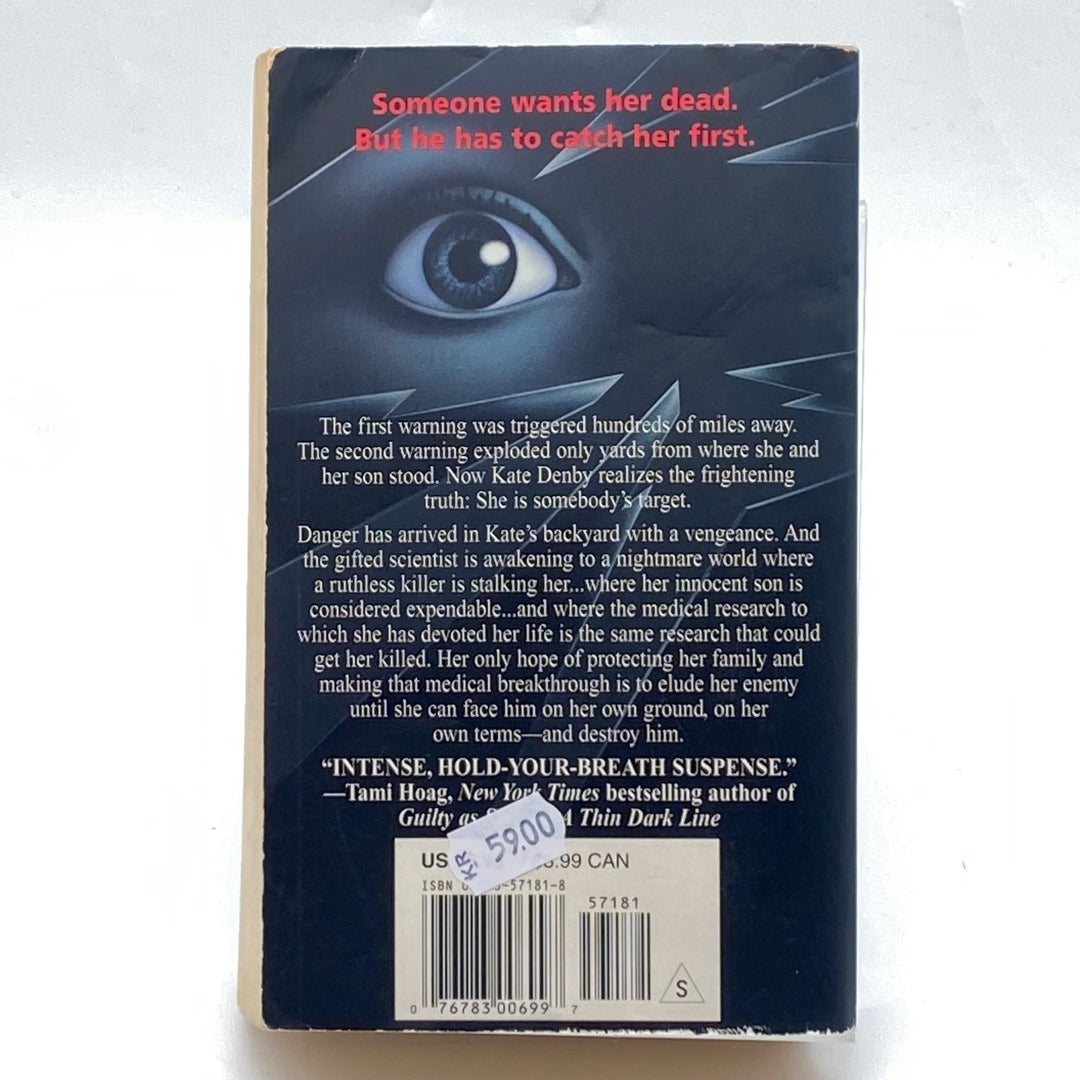 Someone wants her dead.
But he has to catch her first.
The first warning was triggered hundreds of miles away.
The second warning exploded only yards from where she and
her son stood. Now Kate Denby realizes the frightening
truth: She is somebody's target.
Danger has arrived in Kate's backyard with a vengeance. And
the gifted scientist is awakening to a nightmare world where
a ruthless killer is stalking her...where her innocent son is
considered expendable...and where the medical research to
which she has devoted her life is the same research that could
get her killed. Her only hope of protecting her family and
making that medical breakthrough is to elude her enemy
until she can face him on her own ground, on her
own terms—and destroy him.
“INTENSE, HOLD-YOUR-BREATH SUSPENSE.”
—Tami Hoag, New York Times bestselling author of
Guilty as A Thin Dark Line
KR 59.00
US .99 CAN
ISBN -57181-8
57181
S
0 76783 00699 7